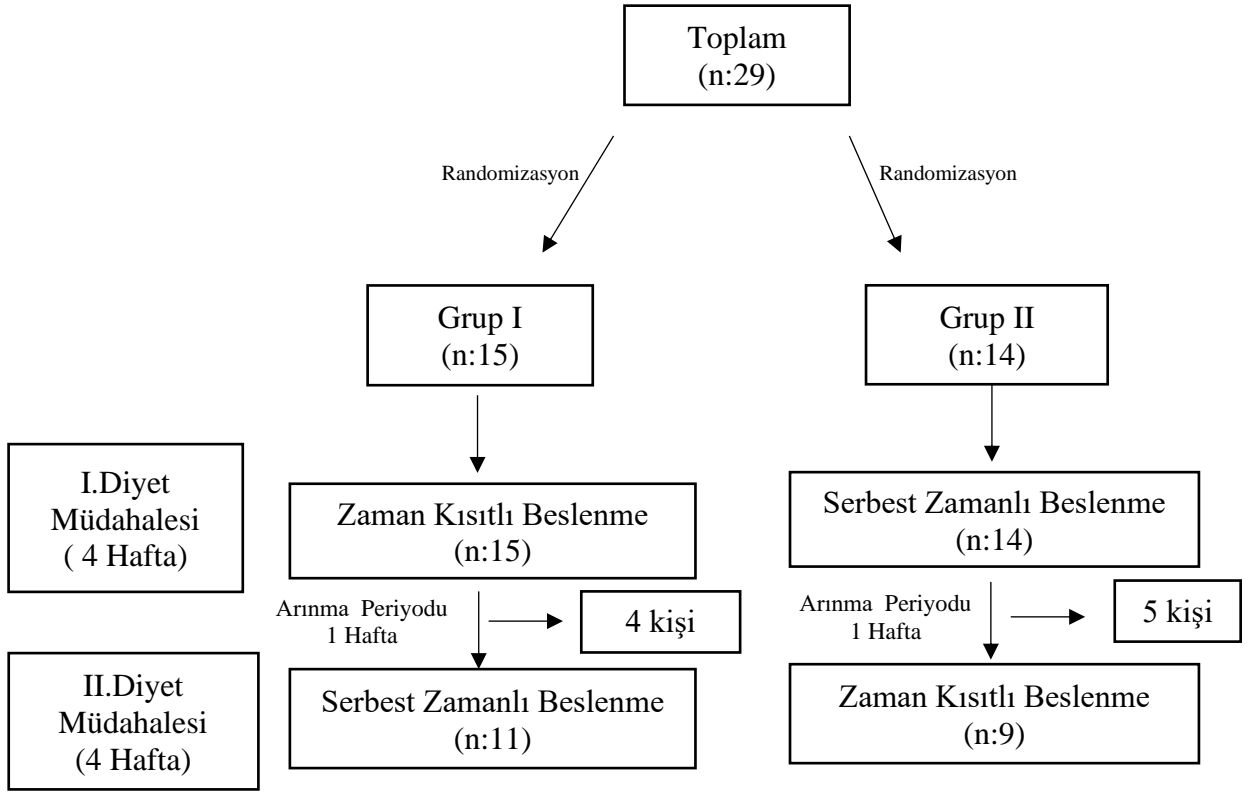 Toplam
(n:29)
Randomizasyon
Randomizasyon
Grup I
(n:15)
Grup II
(n:14)
I.Diyet
Müdahalesi
( 4 Hafta)
Zaman Kısıtlı Beslenme
(n:15)
Serbest Zamanlı Beslenme
(n:14)
Arınma Periyodu
1 Hafta
4 kişi
Arınma Periyodu
1 Hafta
5 kişi
II.Diyet
Müdahalesi
(4 Hafta)
Serbest Zamanlı Beslenme
(n:11)
Zaman Kısıtlı Beslenme
(n:9)